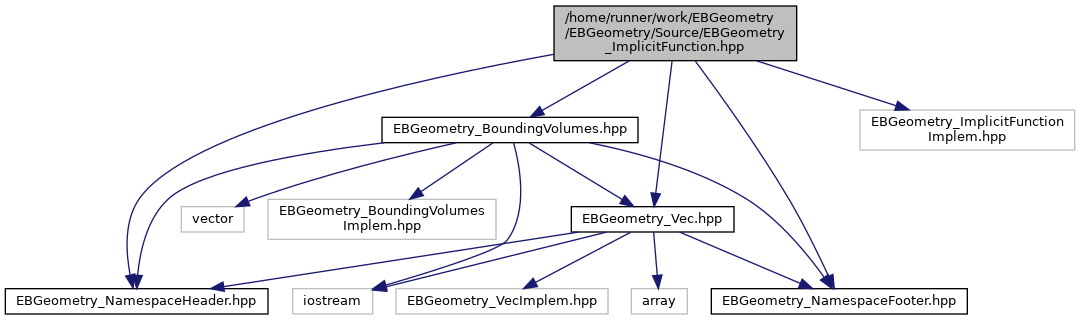 /home/runner/work/EBGeometry
/EBGeometry/Source/EBGeometry
_ImplicitFunction.hpp
EBGeometry_BoundingVolumes.hpp
EBGeometry_ImplicitFunction
Implem.hpp
vector
EBGeometry_BoundingVolumes
Implem.hpp
EBGeometry_Vec.hpp
EBGeometry_NamespaceHeader.hpp
iostream
EBGeometry_VecImplem.hpp
array
EBGeometry_NamespaceFooter.hpp